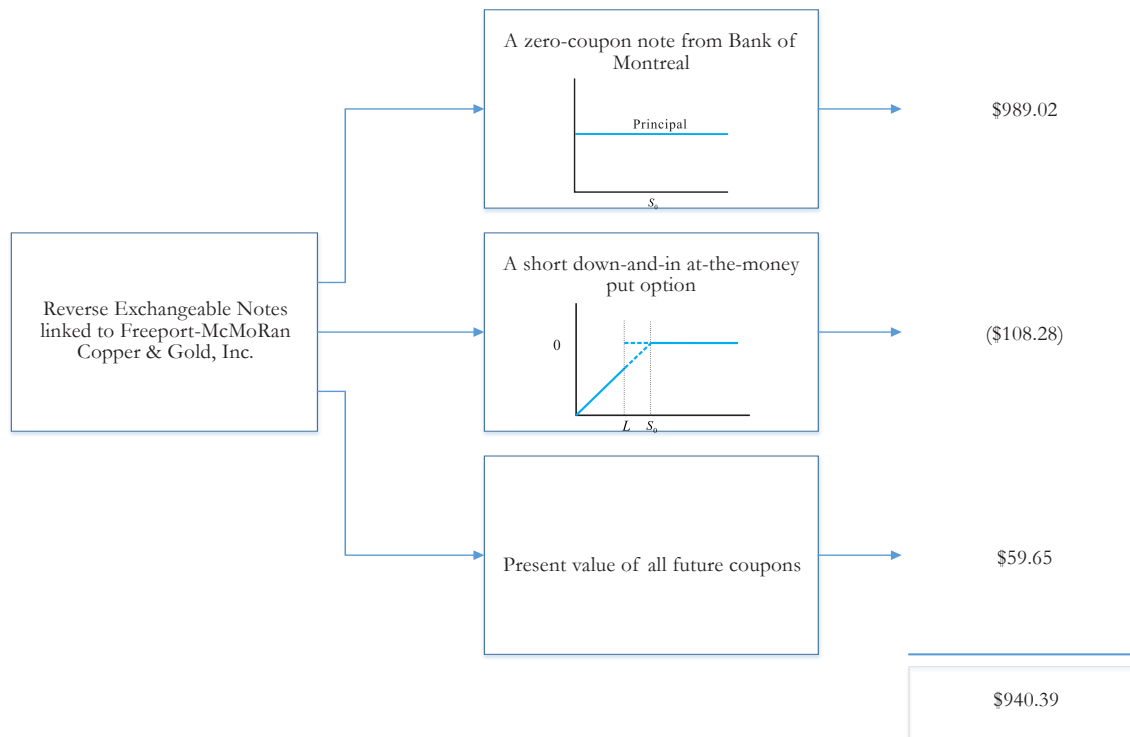 A zero-coupon note from Bank of
Montreal
Principal
S₀
$989.02
Reverse Exchangeable Notes
linked to Freeport-McMoRan
Copper & Gold, Inc.
A short down-and-in at-the-money
put option
0
L S₀
($108.28)
Present value of all future coupons
$59.65
$940.39